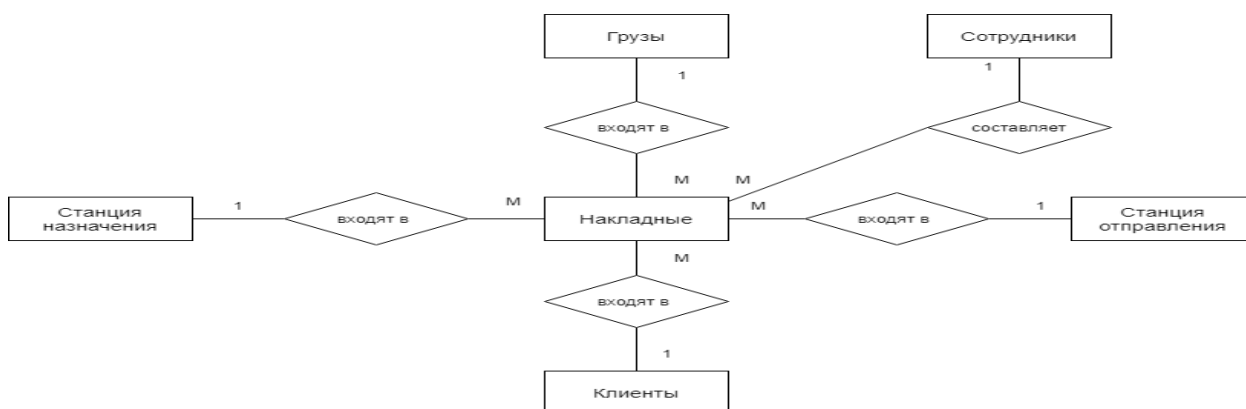 Грузы
Сотрудники
1
1
входят в
составляет
М
М
Станция
назначения
1
входят в
М
Накладные
М
входят в
1
Станция
отправления
М
входят в
1
Клиенты